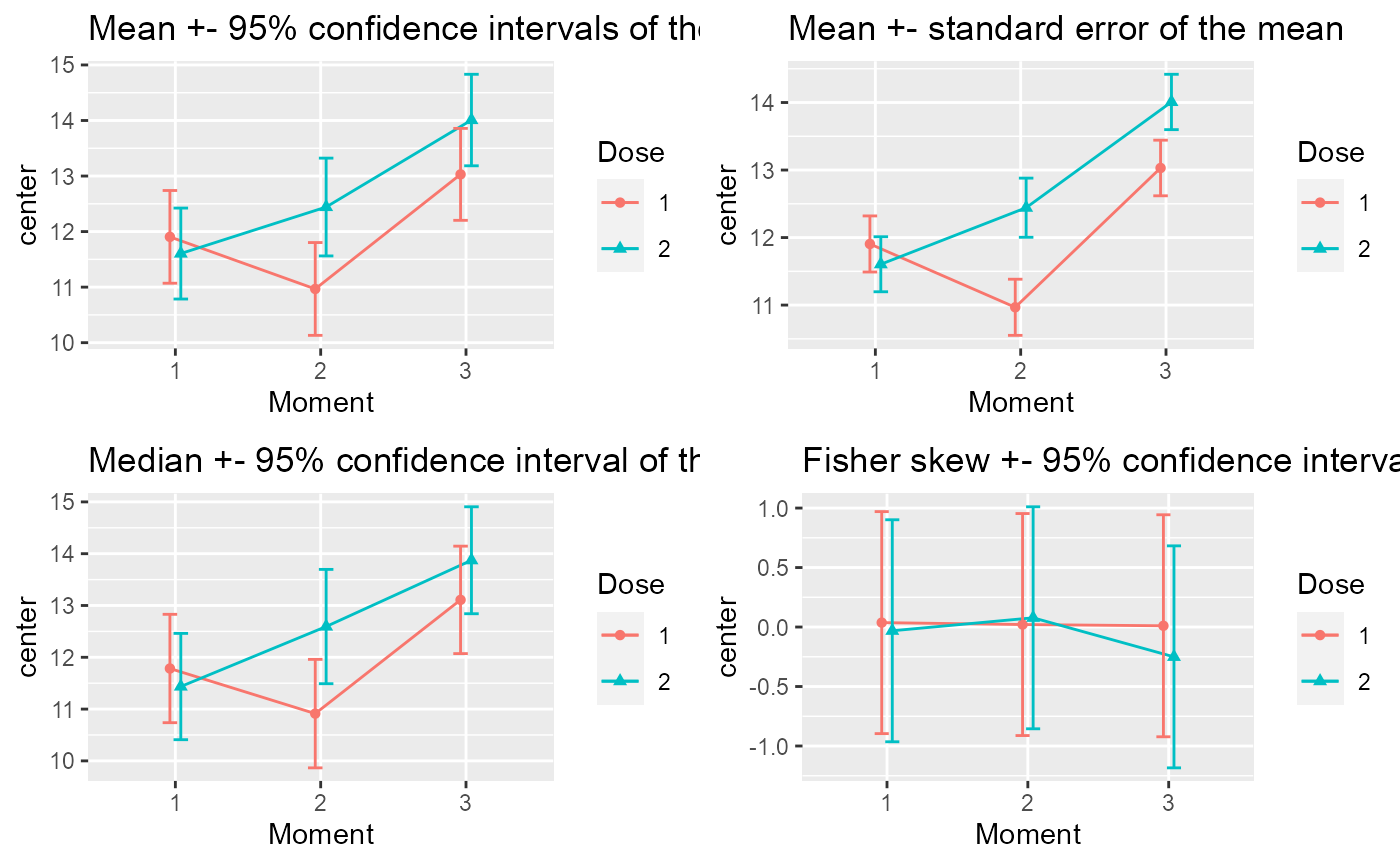 Mean +- 95% confidence intervals of the
15
14
13
12
11
10
center
1
2
3
Moment
Dose
1
2
Mean +- standard error of the mean
14
13
12
11
center
1
2
3
Moment
Dose
1
2
Median +- 95% confidence interval of th
15
14
13
12
11
10
center
1
2
3
Moment
Dose
1
2
Fisher skew +- 95% confidence interva
1.0
0.5
0.0
-0.5
-1.0
center
1
2
3
Moment
Dose
1
2